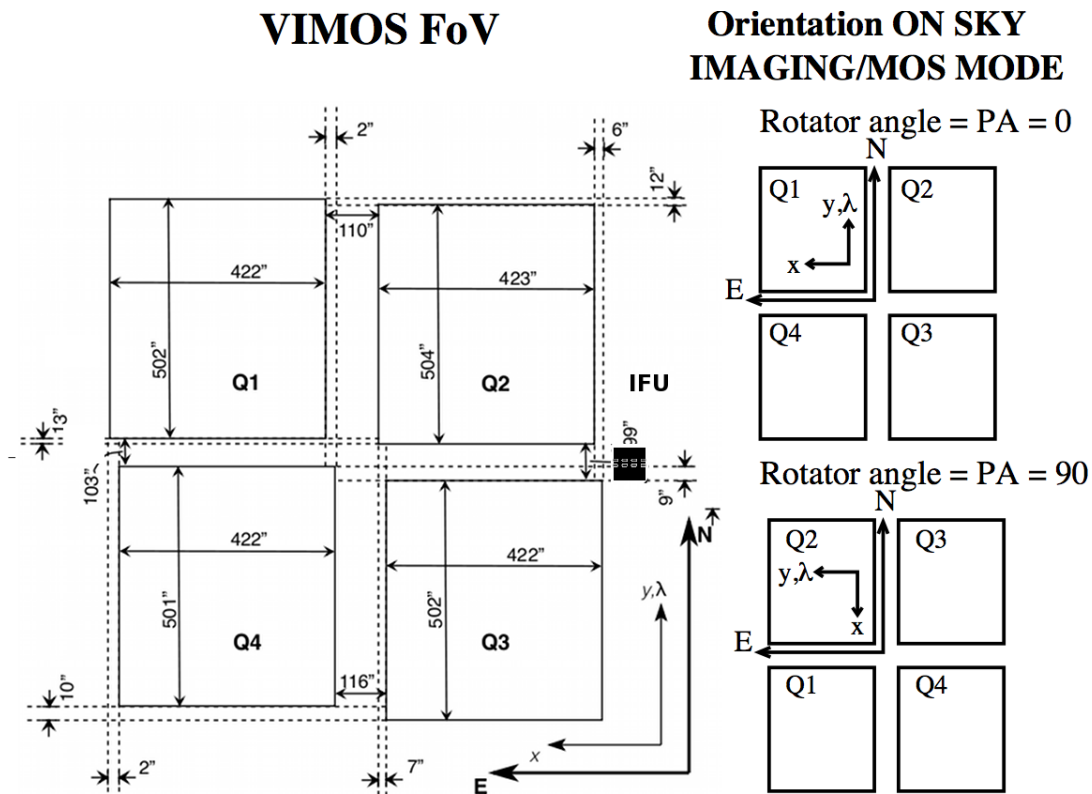 VIMOS FoV
Orientation ON SKY
IMAGING/MOS MODE
2”
6”
12”
110”
422”
423”
502”
504”
Q1
Q2
IFU
13”
99”
103”
9”
422”
422”
N
501”
502”
y,λ
Q4
Q3
10”
116”
x
2”
7”
E
Rotator angle = PA = 0
N
Q1
Q2
y,λ
x
E
Q4
Q3
Rotator angle = PA = 90
N
Q2
Q3
y,λ
x
E
Q1
Q4